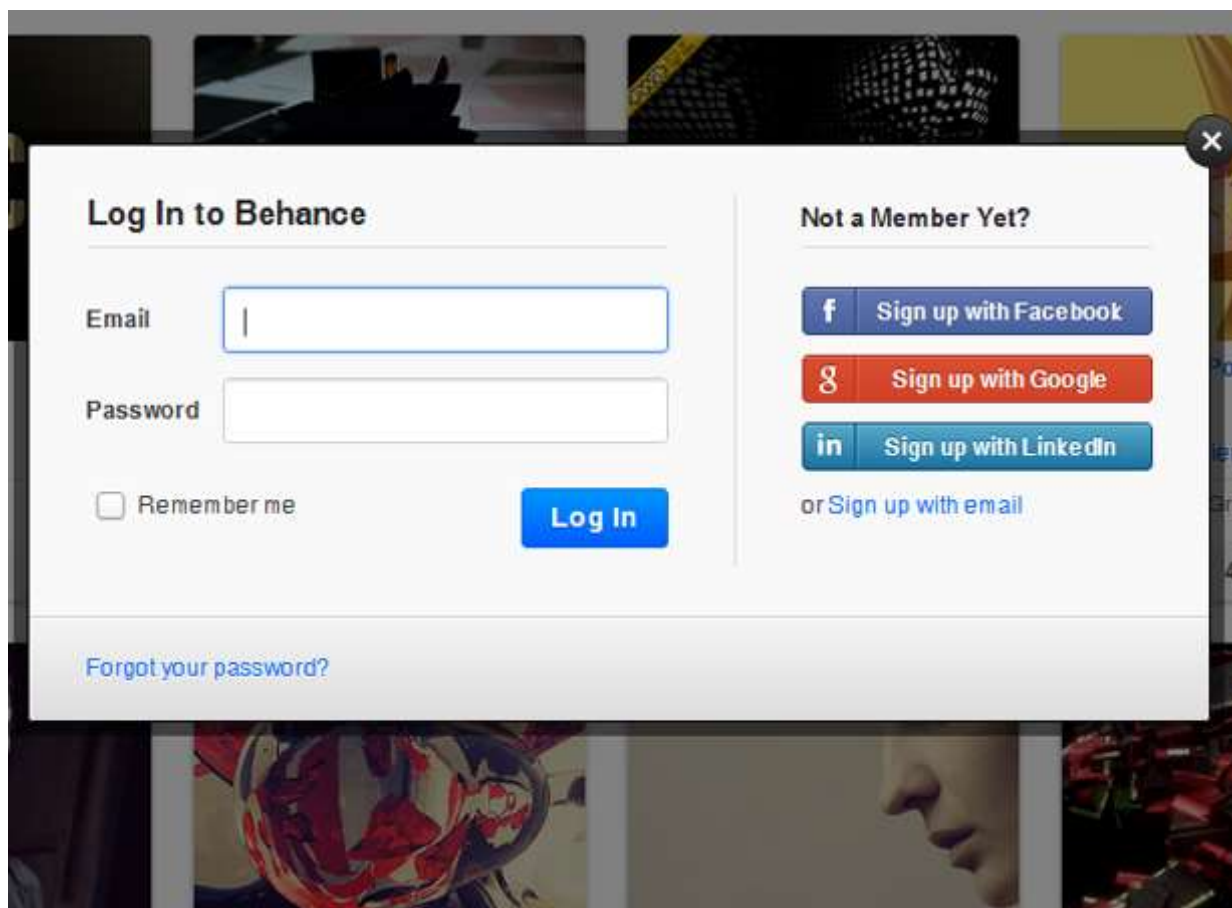 Log In to Behance
Email
Password
Remember me
Log In
Forgot your password?
Not a Member Yet?
f Sign up with Facebook
g Sign up with Google
in Sign up with LinkedIn
or Sign up with email